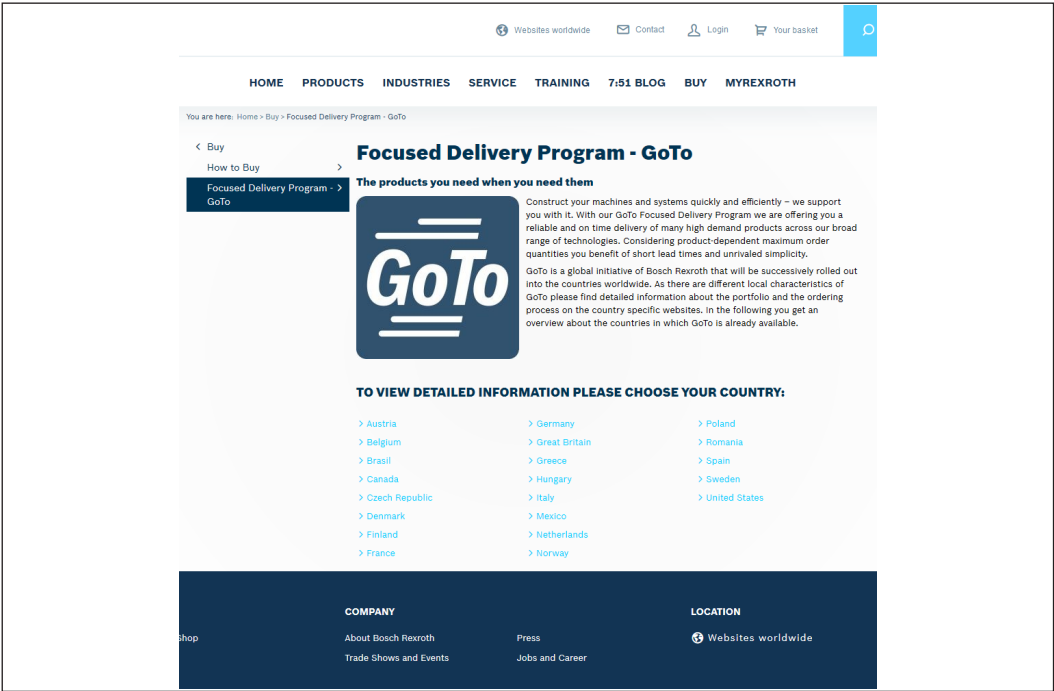 Websites worldwide Contact Login Your basket
HOME PRODUCTS INDUSTRIES SERVICE TRAINING 7:51 BLOG BUY MYREXROTH
You are here: Home > Buy > Focused Delivery Program - GoTo
< Buy
How to Buy >
Focused Delivery Program - >
GoTo
Focused Delivery Program - GoTo
The products you need when you need them
GoTo
Construct your machines and systems quickly and efficiently – we support
you with it. With our GoTo Focused Delivery Program we are offering you a
reliable and on time delivery of many high demand products across our broad
range of technologies. Considering product-dependent maximum order
quantities you benefit of short lead times and unrivaled simplicity.
GoTo is a global initiative of Bosch Rexroth that will be successively rolled out
into the countries worldwide. As there are different local characteristics of
GoTo please find detailed information about the portfolio and the ordering
process on the country specific websites. In the following you get an
overview about the countries in which GoTo is already available.
TO VIEW DETAILED INFORMATION PLEASE CHOOSE YOUR COUNTRY:
> Austria
> Belgium
> Brasil
> Canada
> Czech Republic
> Denmark
> Finland
> France
> Germany
> Great Britain
> Greece
> Hungary
> Italy
> Mexico
> Netherlands
> Norway
> Poland
> Romania
> Spain
> Sweden
> United States
hop
COMPANY
About Bosch Rexroth
Trade Shows and Events
Press
Jobs and Career
LOCATION
Websites worldwide